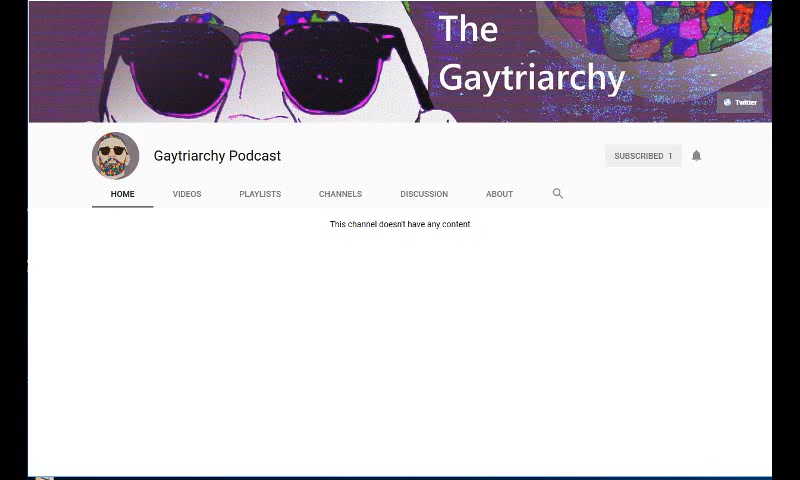 The
Gaytriarchy
Twitter
Gaytriarchy Podcast
SUBSCRIBED 1
HOME VIDEOS PLAYLISTS CHANNELS DISCUSSION ABOUT
This channel doesn't have any content.